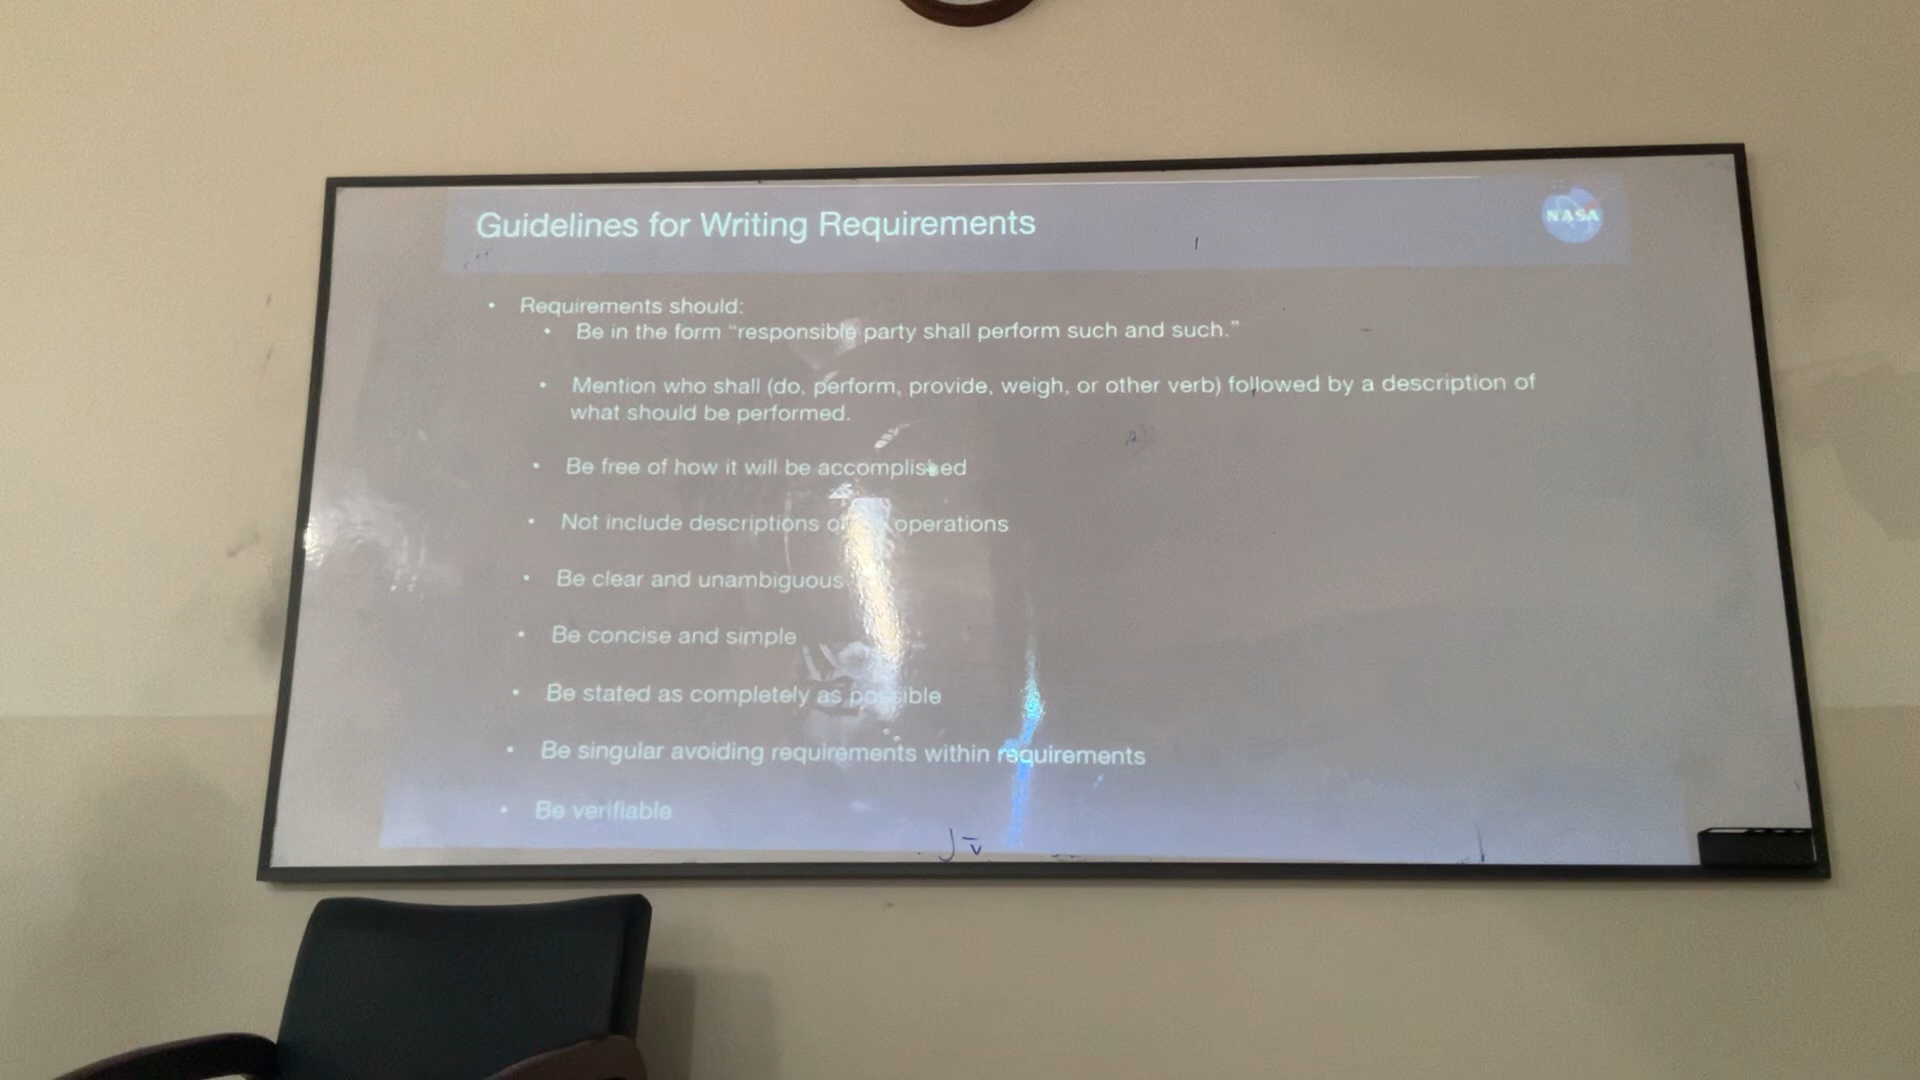 Guidelines for Writing Requirements
NASA
• Requirements should:
• Be in the form “responsible party shall perform such and such.”
• Mention who shall (do, perform, provide, weigh, or other verb) followed by a description of
what should be performed.
• Be free of how it will be accomplished
• Not include descriptions operations
• Be clear and unambiguous
• Be concise and simple
• Be stated as completely as possible
• Be singular avoiding requirements within requirements
• Be verifiable